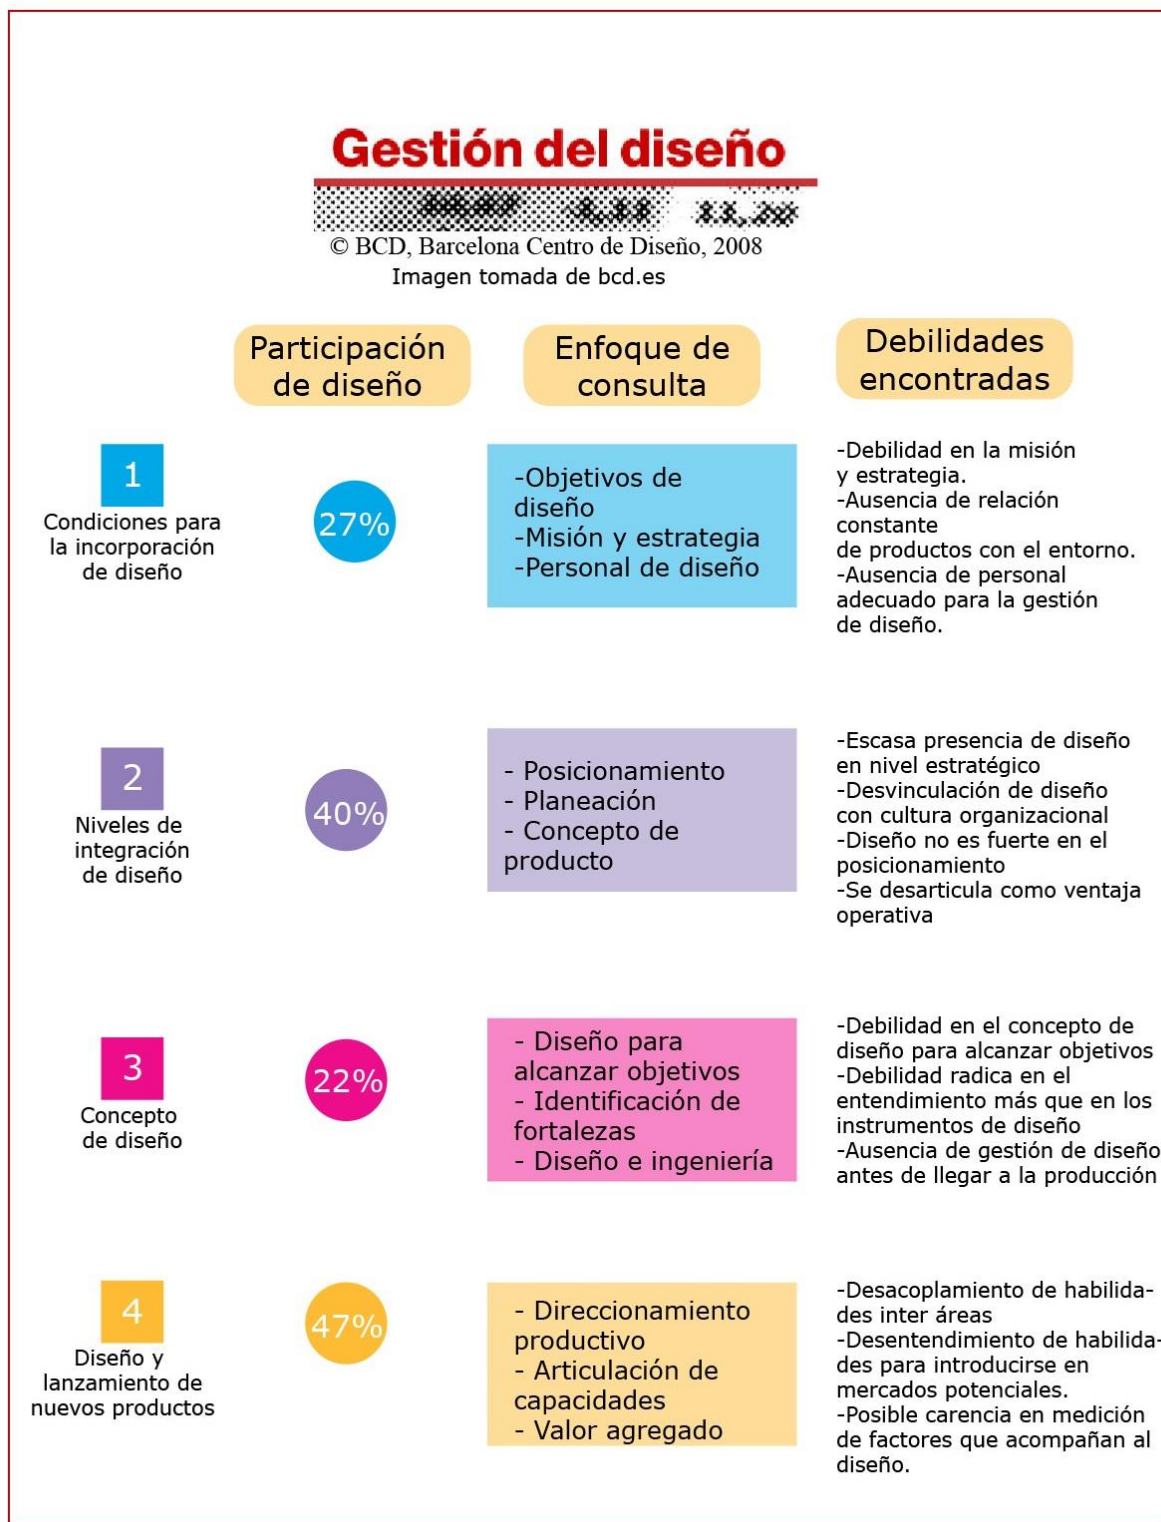 Gestión del diseño
© BCD, Barcelona Centro de Diseño, 2008
Imagen tomada de bcd.es
Participación
de diseño
Enfoque de
consulta
Debilidades
encontradas
1
Condiciones para
la incorporación
de diseño
27%
-Objetivos de
diseño
-Misión y estrategia
-Personal de diseño
-Debilidad en la misión
y estrategia.
-Ausencia de relación
constante
de productos con el entorno.
-Ausencia de personal
adecuado para la gestión
de diseño.
2
Niveles de
integración
de diseño
40%
- Posicionamiento
- Planeación
- Concepto de
producto
-Escasa presencia de diseño
en nivel estratégico
-Desvinculación de diseño
con cultura organizacional
-Diseño no es fuerte en el
posicionamiento
-Se desarticula como ventaja
operativa
3
Concepto
de diseño
22%
- Diseño para
alcanzar objetivos
- Identificación de
fortalezas
- Diseño e ingeniería
-Debilidad en el concepto de
diseño para alcanzar objetivos
-Debilidad radica en el
entendimiento más que en los
instrumentos de diseño
-Ausencia de gestión de diseño
antes de llegar a la producción
4
Diseño y
lanzamiento de
nuevos productos
47%
- Direccionamiento
productivo
- Articulación de
capacidades
- Valor agregado
-Desacoplamiento de habilida-
des inter áreas
-Desentendimiento de habilida-
des para introducirse en
mercados potenciales.
-Posible carencia en medición
de factores que acompañan al
diseño.